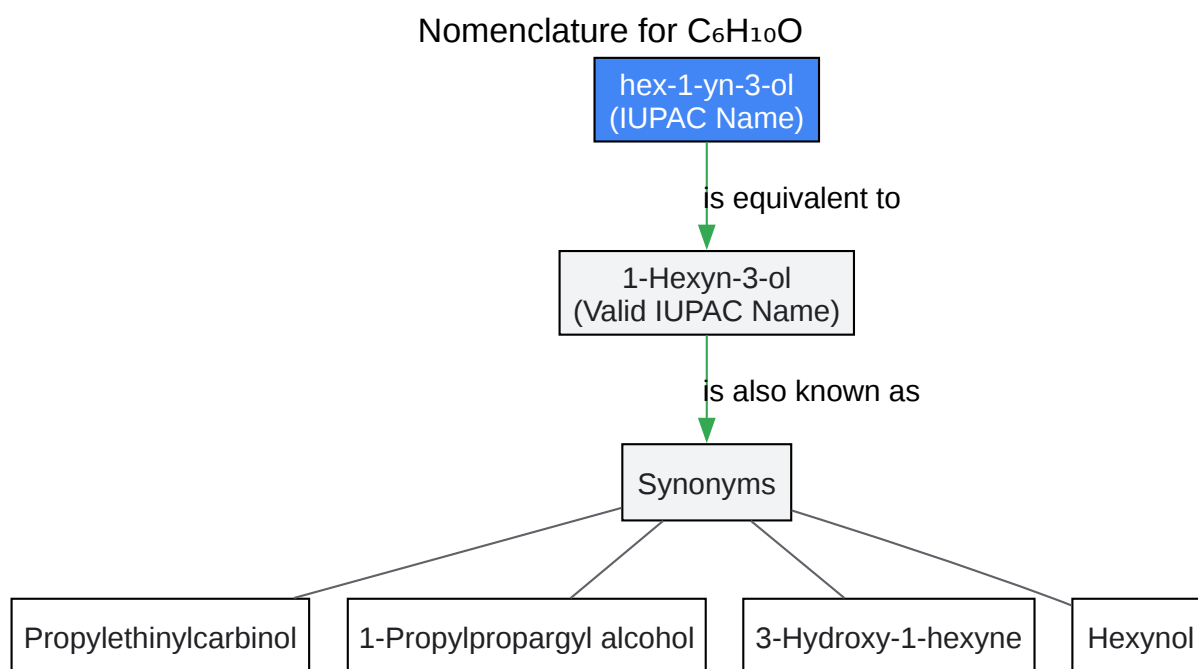 Nomenclature for C₆H₁₀O
hex-1-yn-3-ol
(IUPAC Name)
is equivalent to
1-Hexyn-3-ol
(Valid IUPAC Name)
is also known as
Synonyms
Propylethinylcarbinol
1-Propylpropargyl alcohol
3-Hydroxy-1-hexyne
Hexynol